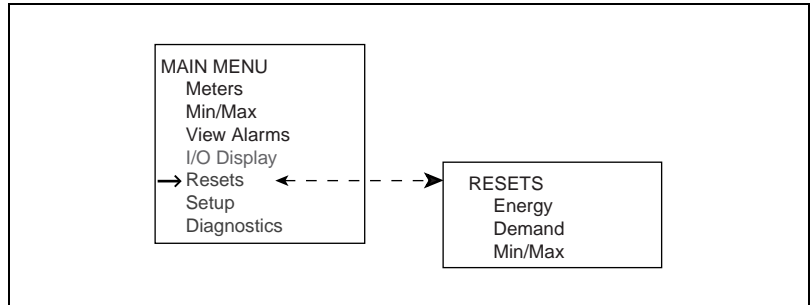 MAIN MENU
Meters
Min/Max
View Alarms
I/O Display
Resets
Setup
Diagnostics
RESETS
Energy
Demand
Min/Max